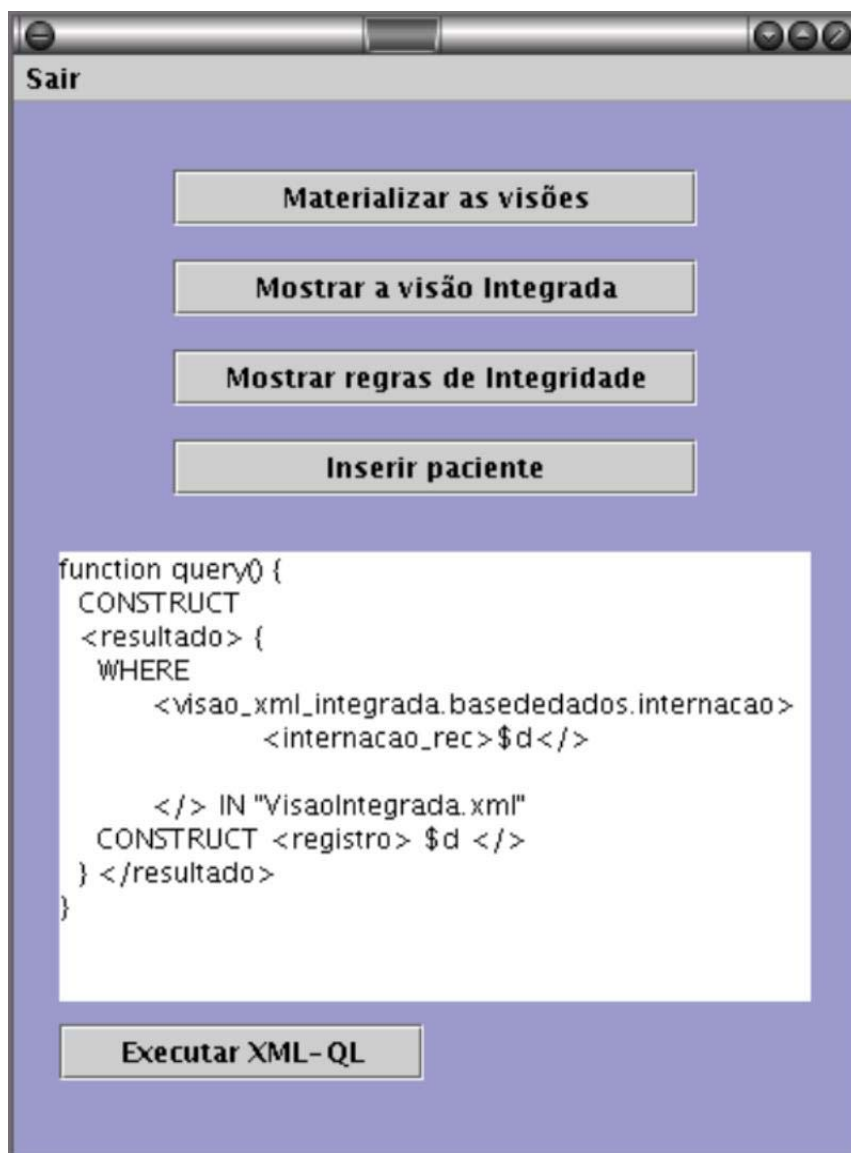 Sair
Materializar as visões
Mostrar a visão Integrada
Mostrar regras de Integridade
Inserir paciente
function query() {
CONSTRUCT
<resultado> {
WHERE
<visao_xml_integrada.basededados.internacao>
<internacao_rec>$d</>
</> IN "VisaoIntegrada.xml"
CONSTRUCT <registro> $d </>
} </resultado>
}
Executar XML-QL